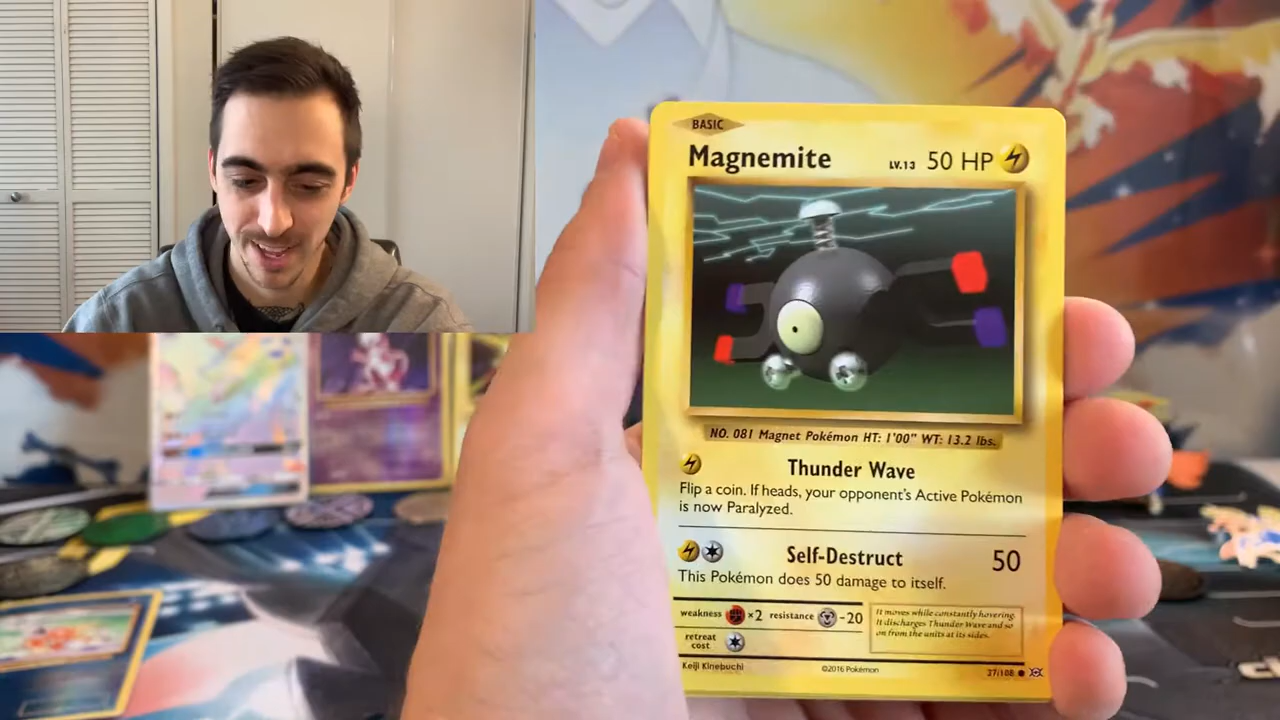 BASIC
Magnemite LV.13 50 HP
NO. 081 Magnet Pokémon HT: 1'00" WT: 13.2 lbs.
Thunder Wave
Flip a coin. If heads, your opponent's Active Pokémon
is now Paralyzed.
Self-Destruct 50
This Pokémon does 50 damage to itself.
weakness ×2 resistance -20
retreat
cost
It moves while constantly hovering.
It discharges Thunder Wave and so
on from the units at its sides.
Keiji Kinebuchi ©2016 Pokémon 37/108